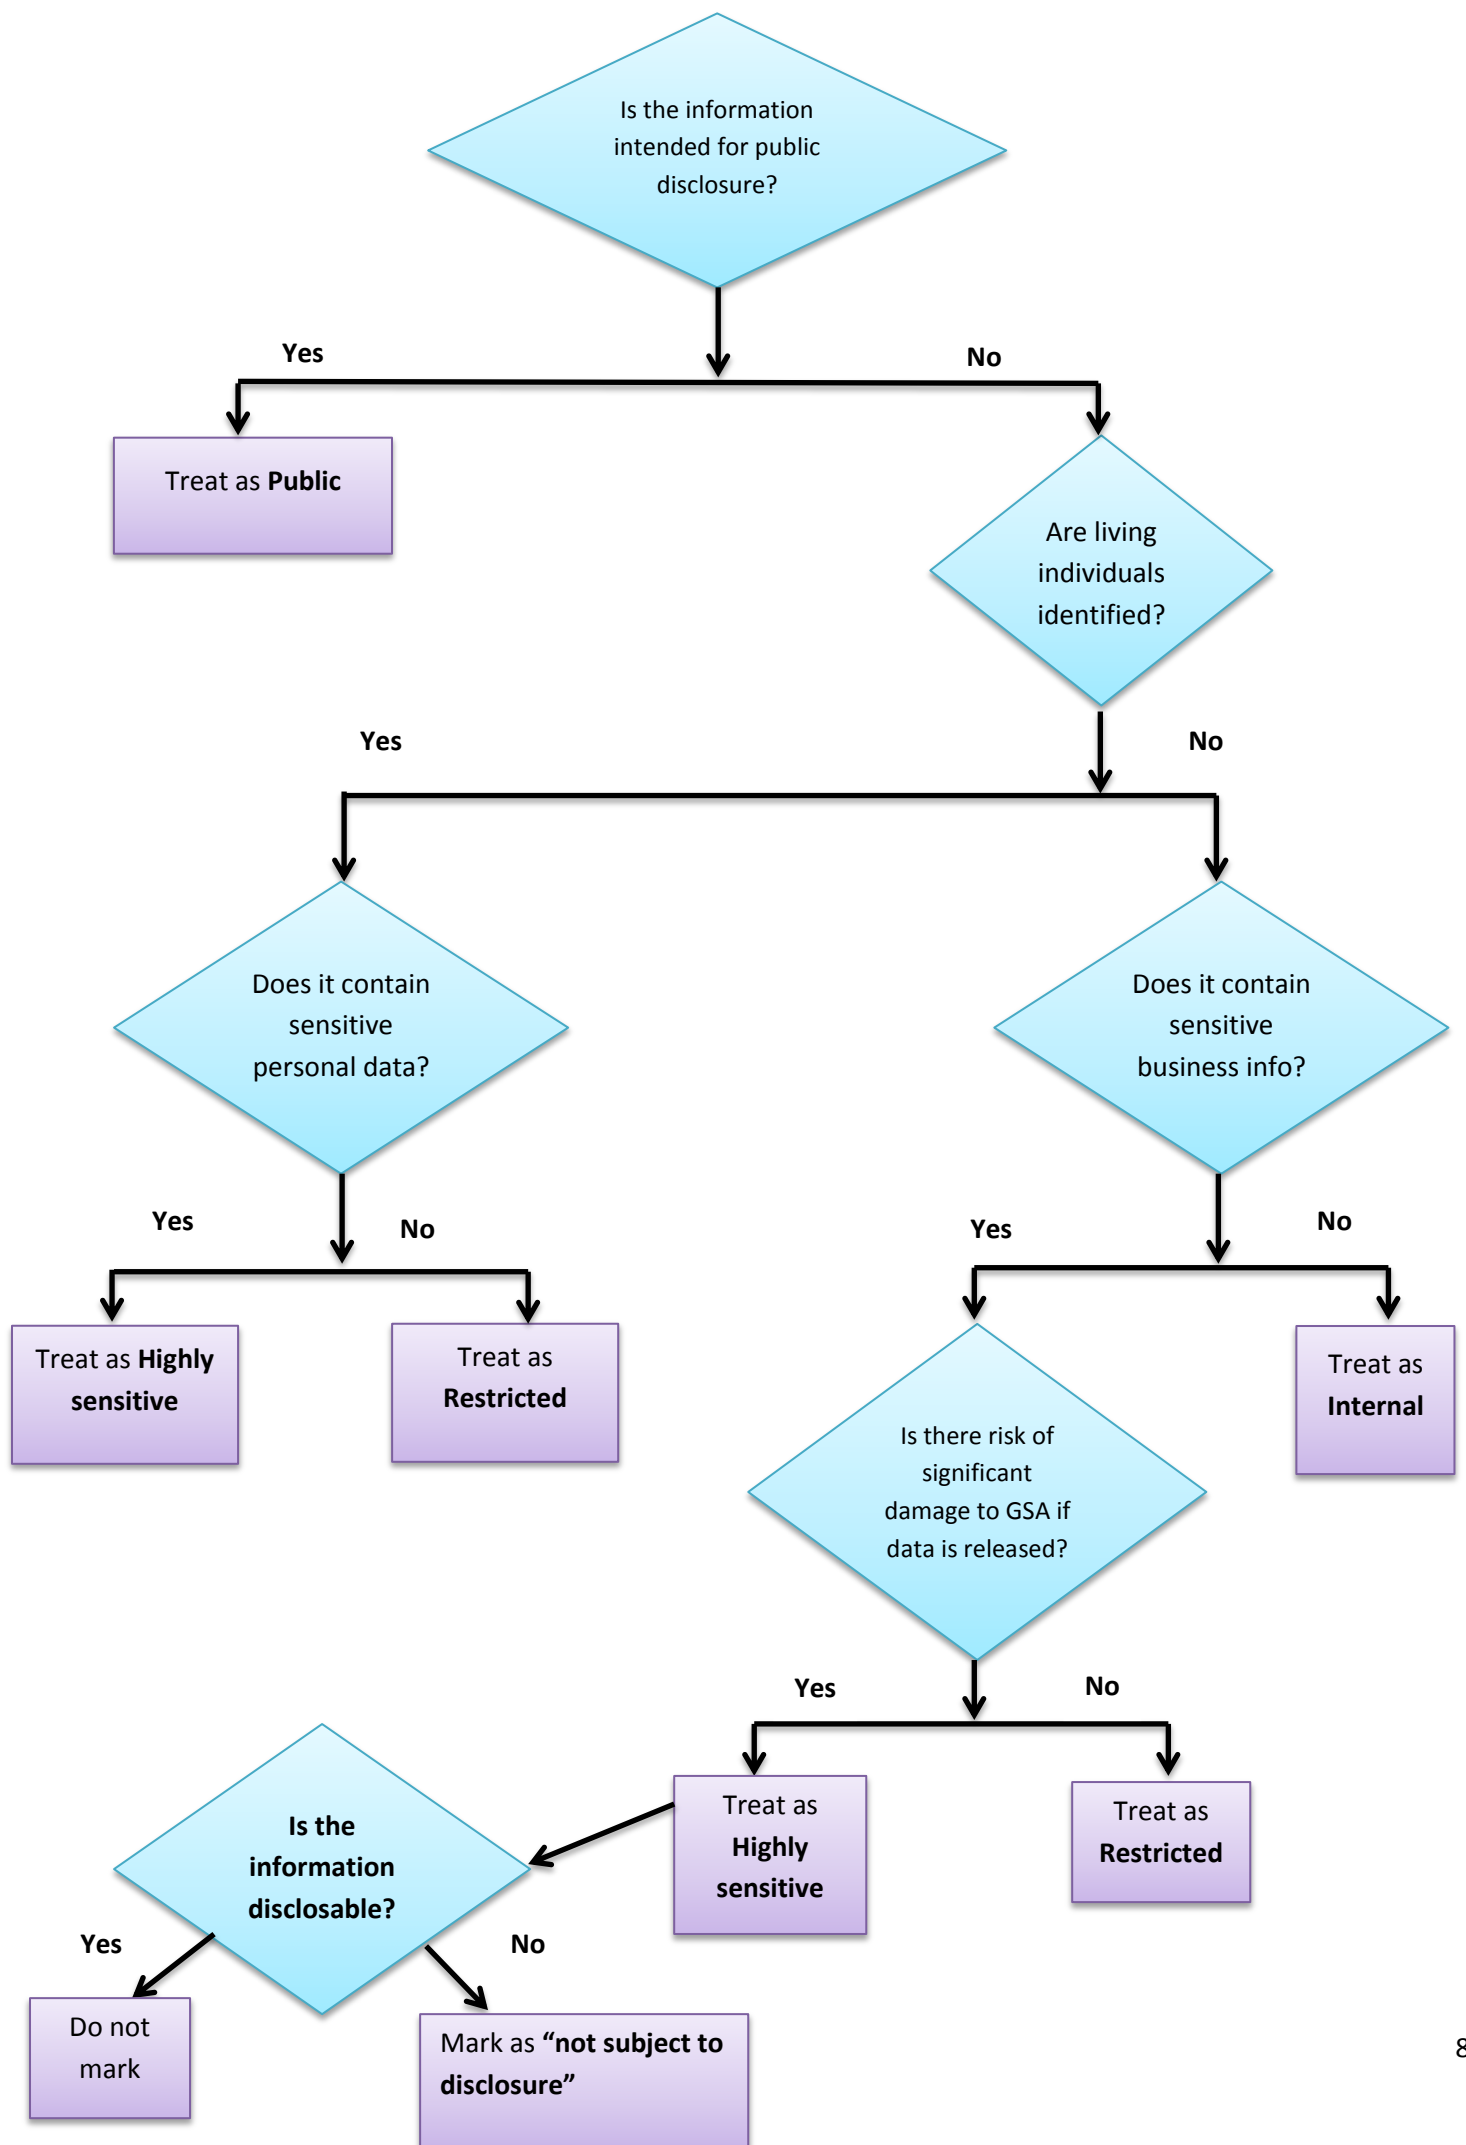 Is the information
intended for public
disclosure?
Yes
No
Treat as Public
Are living
individuals
identified?
Yes
No
Does it contain
sensitive
personal data?
Does it contain
sensitive
business info?
Yes
No
Yes
No
Treat as Highly
sensitive
Treat as
Restricted
Is there risk of
significant
damage to GSA if
data is released?
Treat as
Internal
Yes
No
Is the
information
disclosable?
Treat as
Highly
sensitive
Treat as
Restricted
Yes
No
Do not
mark
Mark as “not subject to
disclosure”
8